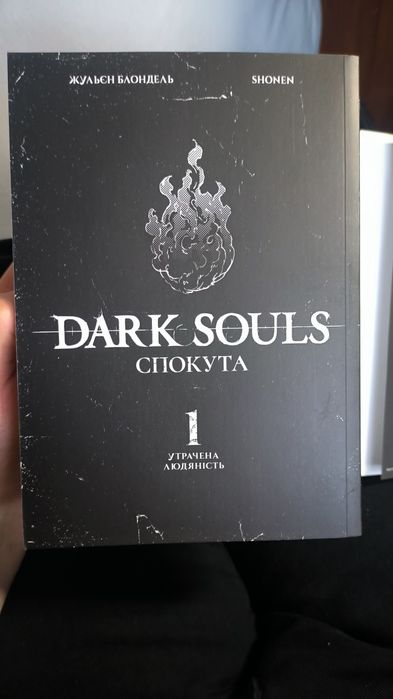 ЖУЛЬЄН БЛОНДЕЛЬ SHONEN
DARK SOULS
СПОКУТА
1
УТРАЧЕНА
ЛЮДЯНІСТЬ